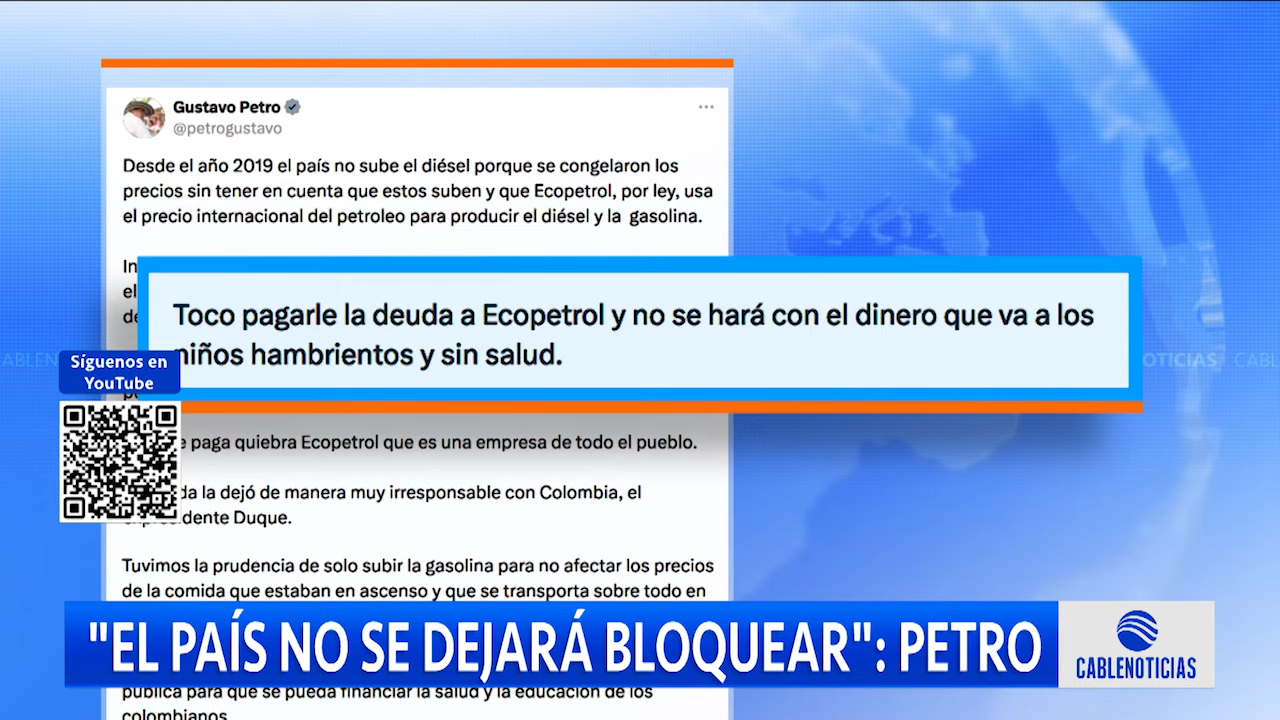 Gustavo Petro
@petrogustavo
Desde el año 2019 el país no sube el diésel porque se congelaron los
precios sin tener en cuenta que estos suben y que Ecopetrol, por ley, usa
el precio internacional del petroleo para producir el diésel y la gasolina.
In
el
Toco pagarle la deuda a Ecopetrol y no se hará con el dinero que va a los
niños hambrientos y sin salud.
ABLEN
OTICIAS CABL
Síguenos en
YouTube
paga quiebra Ecopetrol que es una empresa de todo el pueblo.
la dejó de manera muy irresponsable con Colombia, el
Duque.
Tuvimos la prudencia de solo subir la gasolina para no afectar los precios
de la comida que estaban en ascenso y que se transporta sobre todo en
"EL PAÍS NO SE DEJARÁ BLOQUEAR": PETRO
CABLENOTICIAS
pública para que se pueda financiar la salud y la educación de los
colombianos